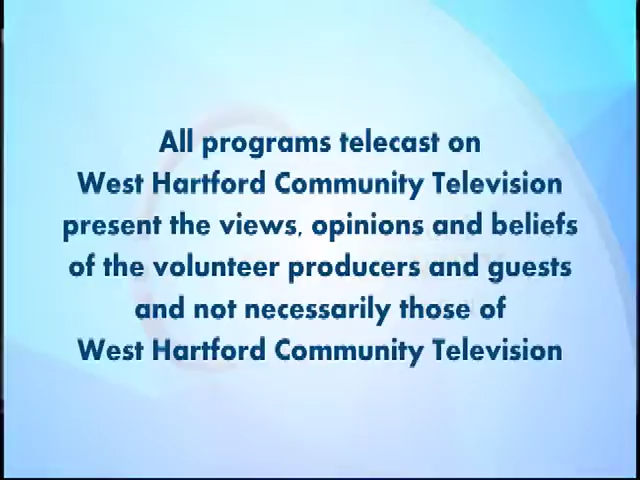 All programs telecast on
West Hartford Community Television
present the views, opinions and beliefs
of the volunteer producers and guests
and not necessarily those of
West Hartford Community Television